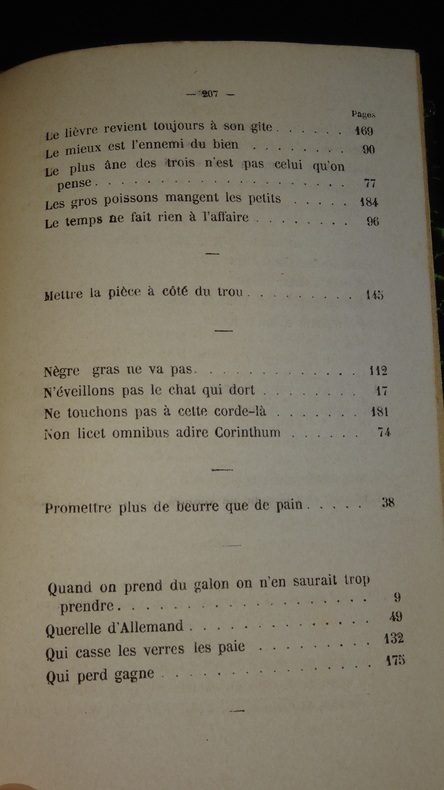 — 207 —
Pages
Le lièvre revient toujours à son gîte. . . . . . . 169
Le mieux est l'ennemi du bien . . . . . . . . 90
Le plus âne des trois n'est pas celui qu'on
pense. . . . . . . . . . . . . . . . . . . 77
Les gros poissons mangent les petits . . . . . 184
Le temps ne fait rien à l'affaire . . . . . . . . 96
Mettre la pièce à côté du trou. . . . . . . . . 145
Nègre gras ne va pas. . . . . . . . . . . . . 112
N'éveillons pas le chat qui dort . . . . . . . . 17
Ne touchons pas à cette corde-là . . . . . . . 181
Non licet omnibus adire Corinthum . . . . . . 74
Promettre plus de beurre que de pain. . . . . 38
Quand on prend du galon on n'en saurait trop
prendre. . . . . . . . . . . . . . . . . . 9
Querelle d'Allemand . . . . . . . . . . . . . 49
Qui casse les verres les paie . . . . . . . . . 132
Qui perd gagne . . . . . . . . . . . . . . . 175